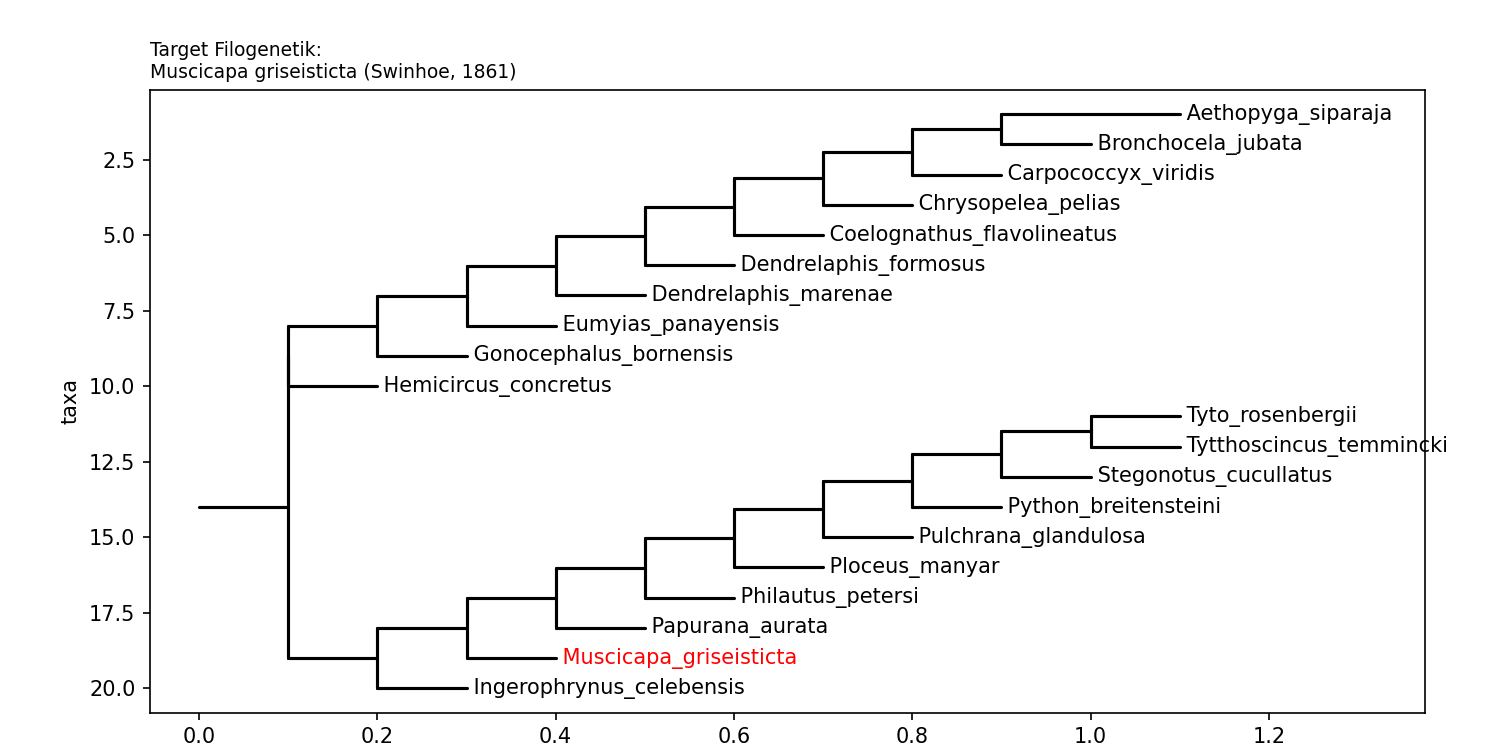 Target Filogenetik:
Muscicapa griseisticta (Swinhoe, 1861)
Aethopyga_siparaja
Bronchocela_jubata
2.5
Carpococcyx_viridis
Chrysopelea_pelias
5.0
Coelognathus_flavolineatus
Dendrelaphis_formosus
Dendrelaphis_marenae
7.5
Eumyias_panayensis
Gonocephalus_bornensis
taxa
10.0
Hemicircus_concretus
Tyto_rosenbergii
Tytthoscincus_temmincki
12.5
Stegonotus_cucullatus
Python_breitensteini
15.0
Pulchrana_glandulosa
Ploceus_manyar
Philautus_petersi
17.5
Papurana_aurata
Muscicapa_griseisticta
20.0
Ingerophrynus_celebensis
0.0 0.2 0.4 0.6 0.8 1.0 1.2